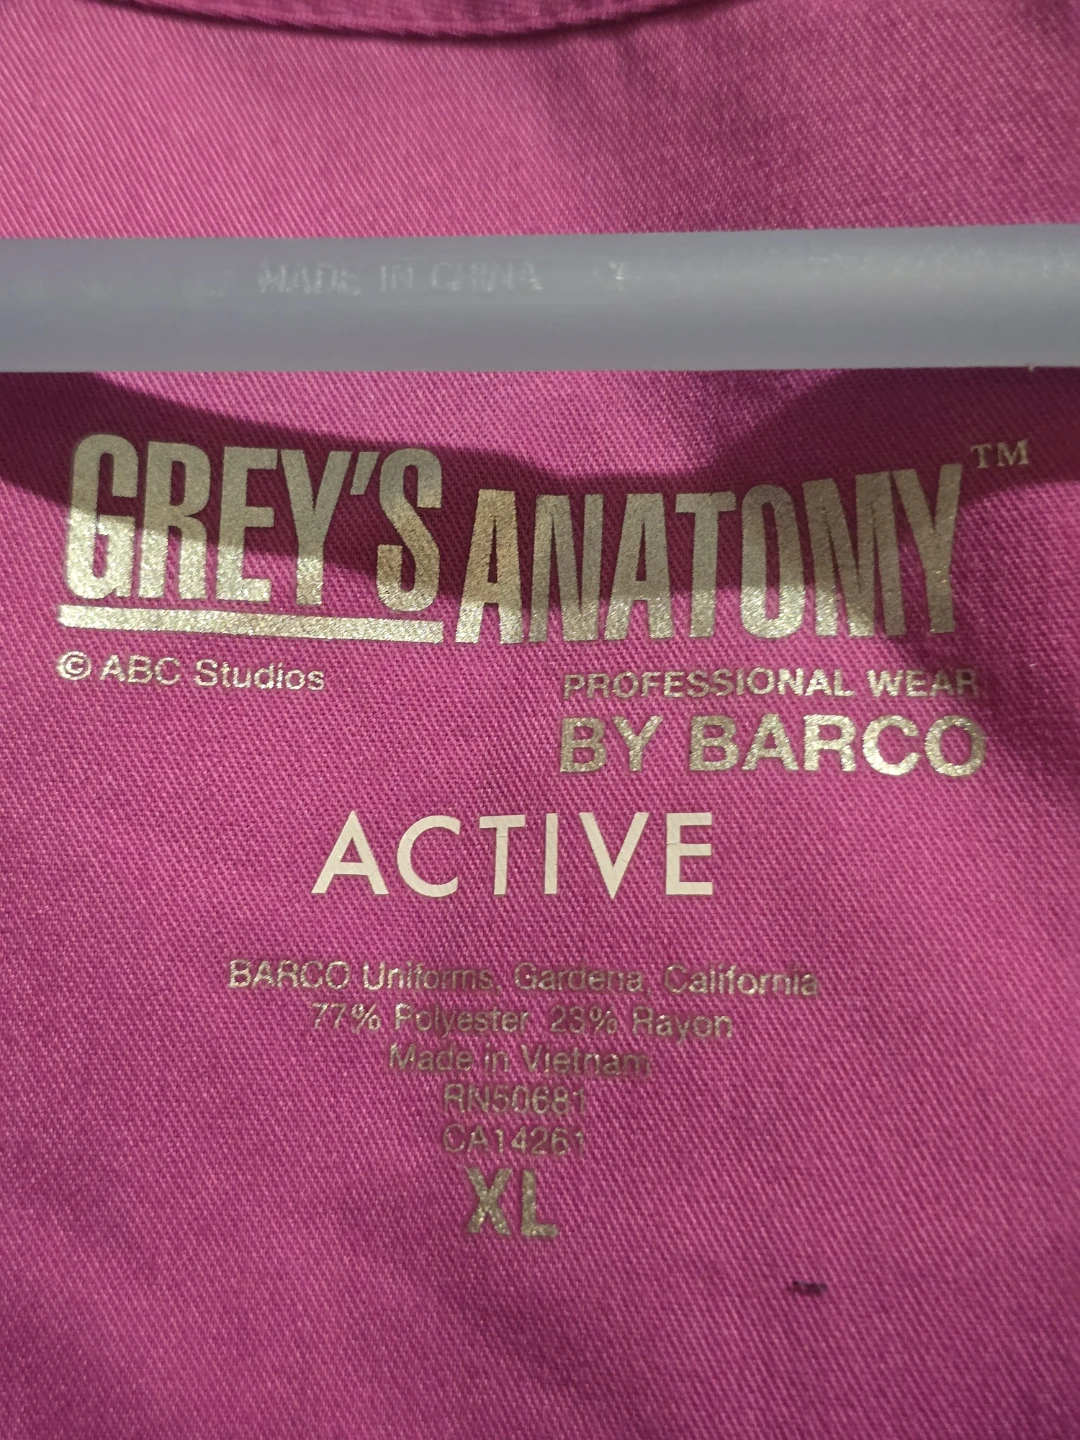 MADE IN CHINA
GREY'S ANATOMY™
© ABC Studios
PROFESSIONAL WEAR
BY BARCO
ACTIVE
BARCO Uniforms, Gardena, California
77% Polyester 23% Rayon
Made in Vietnam
RN50681
CA14261
XL